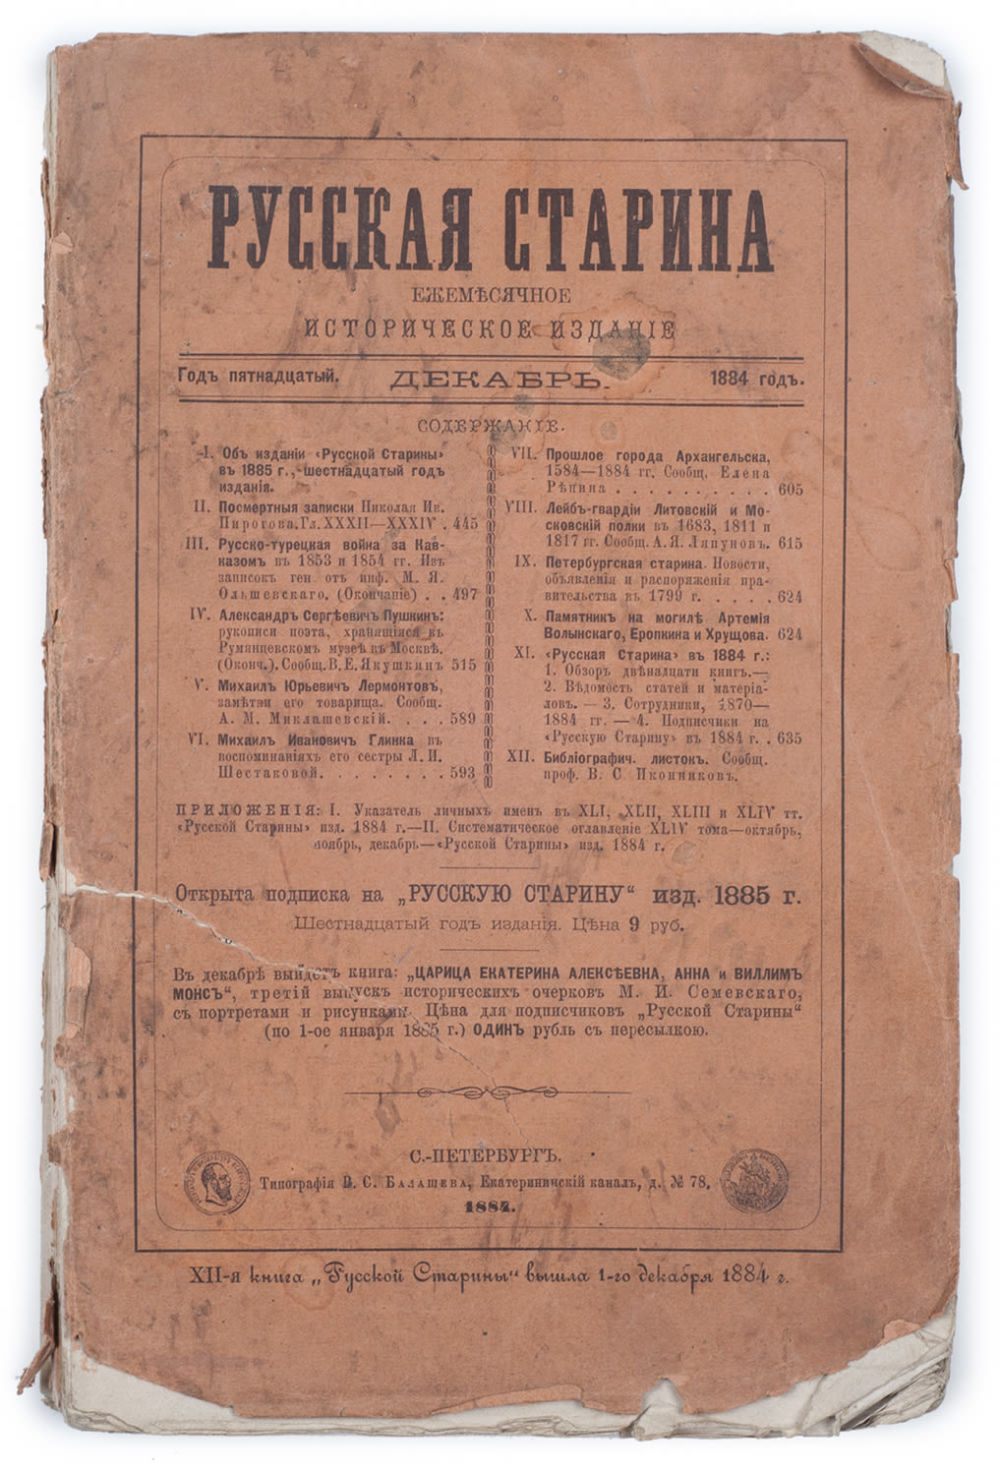 РУССКАЯ СТАРИНА
ЕЖЕМѢСЯЧНОЕ
ИСТОРИЧЕСКОЕ ИЗДАНІЕ
Годъ пятнадцатый. ДЕКАБРЬ. 1884 годъ.
СОДЕРЖАНІЕ.
I. Объ изданіи «Русской Старины»
въ 1885 г., шестнадцатый годъ
изданія.
II. Посмертныя записки Николая Ив.
Пирогова. Гл. XXXII—XXXIV . 445
III. Русско-турецкая война за Кав-
казомъ въ 1853 и 1854 гг. Изъ
записокъ ген отъ инф. М. Я.
Ольшевскаго. (Окончаніе) . . 497
IV. Александръ Сергѣевичъ Пушкинъ:
рукописи поэта, хранящіяся въ
Румянцевскомъ музеѣ въ Москвѣ.
(Оконч.). Сообщ. В. Е. Якушкинъ 515
V. Михаилъ Юрьевичъ Лермонтовъ,
замѣтки его товарища. Сообщ.
А. М. Миклашевскій. . . . 589
VI. Михаилъ Ивановичъ Глинка въ
воспоминаніяхъ его сестры Л. И.
Шестаковой. . . . . . . . 593
VII. Прошлое города Архангельска,
1584—1884 гг. Сообщ. Елена
Рѣпина . . . . . . . . . . 605
VIII. Лейбъ-гвардіи Литовскій и Мо-
сковскій полки въ 1683, 1811 и
1817 гг. Сообщ. А. Я. Ляпуновъ. 615
IX. Петербургская старина. Новости,
объявленія и распоряженія пра-
вительства въ 1799 г. . . . . 624
X. Памятникъ на могилѣ Артемія
Волынскаго, Еропкина и Хрущова. 624
XI. «Русская Старина» въ 1884 г.:
1. Обзоръ двѣнадцати книгъ.—
2. Вѣдомость статей и матеріа-
ловъ. — 3. Сотрудники, 1870—
1884 гг. — 4. Подписчики на
«Русскую Старину» въ 1884 г. . 635
XII. Библіографич. листокъ. Сообщ.
проф. В. С Иконниковъ.
ПРИЛОЖЕНІЯ: I. Указатель личныхъ именъ въ XLI, XLII, XLIII и XLIV тт.
«Русской Старины» изд. 1884 г.—II. Систематическое оглавленіе XLIV тома—октябрь,
ноябрь, декабрь—«Русской Старины» изд. 1884 г.
Открыта подписка на „РУССКУЮ СТАРИНУ“ изд. 1885 г.
Шестнадцатый годъ изданія. Цѣна 9 руб.
Въ декабрѣ выйдетъ книга: „ЦАРИЦА ЕКАТЕРИНА АЛЕКСѢЕВНА, АННА и ВИЛЛИМЪ
МОНСЪ“, третій выпускъ историческихъ очерковъ М. И. Семевскаго,
съ портретами и рисунками. Цѣна для подписчиковъ „Русской Старины“
(по 1-ое января 1885 г.) ОДИНЪ рубль съ пересылкою.
С.-ПЕТЕРБУРГЪ.
Типографія В. С. Балашева, Екатерининскій каналъ, д. № 78.
1884.
XII-я книга „Русской Старины“ вышла 1-го декабря 1884 г.